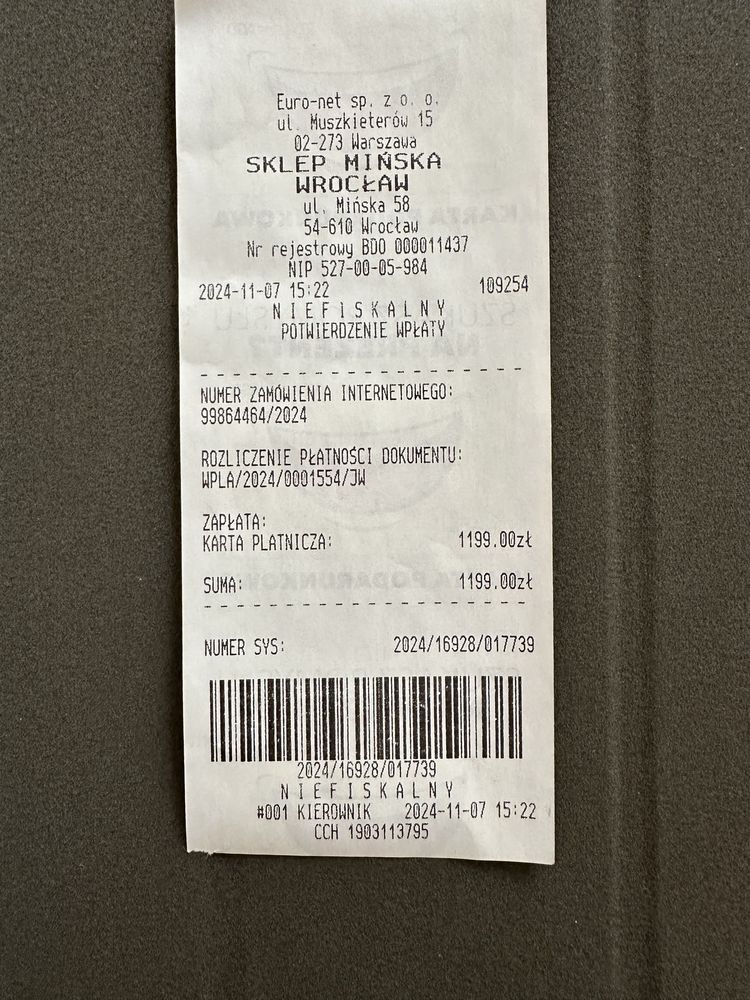 Euro-net sp. z o. o.
ul. Muszkieterów 15
02-273 Warszawa
SKLEP MIŃSKA
WROCŁAW
ul. Mińska 58
54-610 Wrocław
Nr rejestrowy BDO 000011437
NIP 527-00-05-984
2024-11-07 15:22 109254
NIEFISKALNY
POTWIERDZENIE WPŁATY
NUMER ZAMÓWIENIA INTERNETOWEGO:
99864464/2024
ROZLICZENIE PŁATNOŚCI DOKUMENTU:
WPLA/2024/0001554/JW
ZAPŁATA:
KARTA PLATNICZA: 1199.00zł
SUMA: 1199.00zł
NUMER SYS: 2024/16928/017739
2024/16928/017739
NIEFISKALNY
#001 KIEROWNIK 2024-11-07 15:22
CCH 1903113795